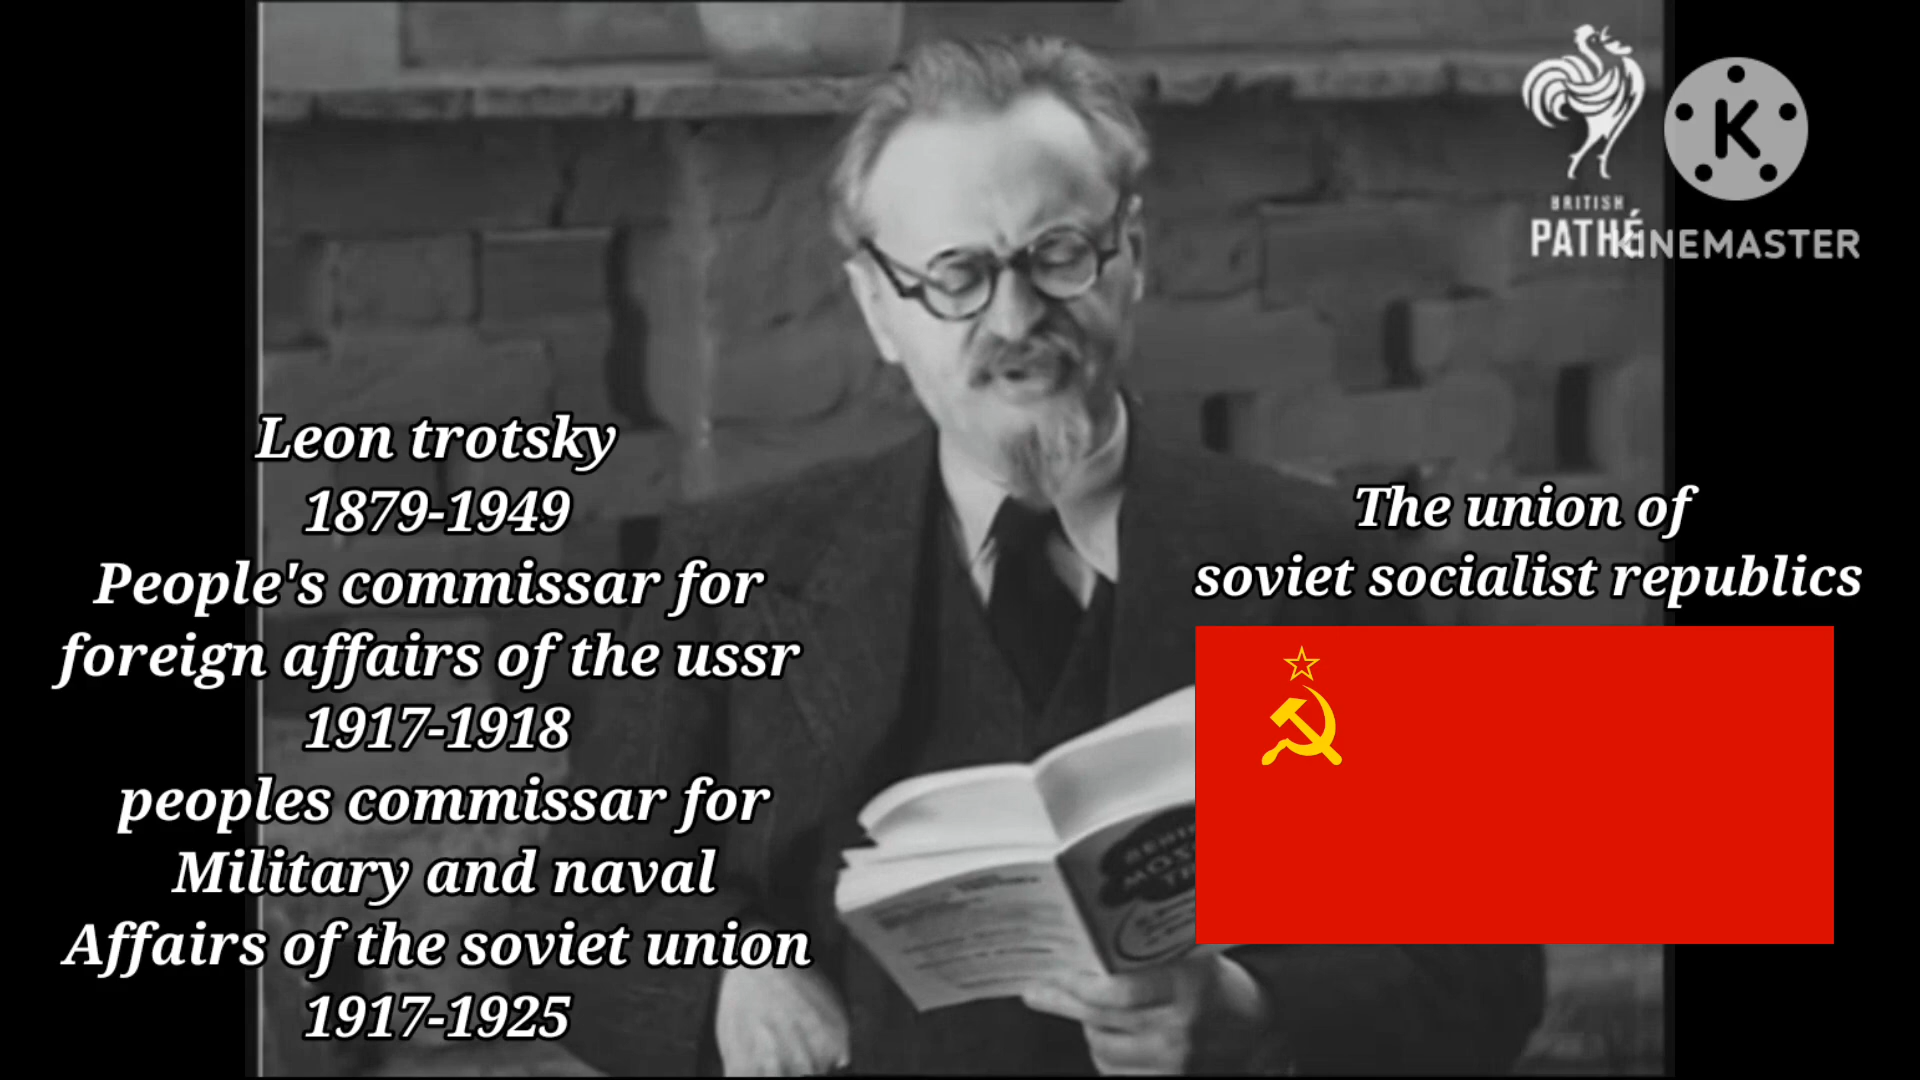 BRITISH
PATHÉ
KINEMASTER
Leon trotsky
1879-1949
People's commissar for
foreign affairs of the ussr
1917-1918
peoples commissar for
Military and naval
Affairs of the soviet union
1917-1925
The union of
soviet socialist republics